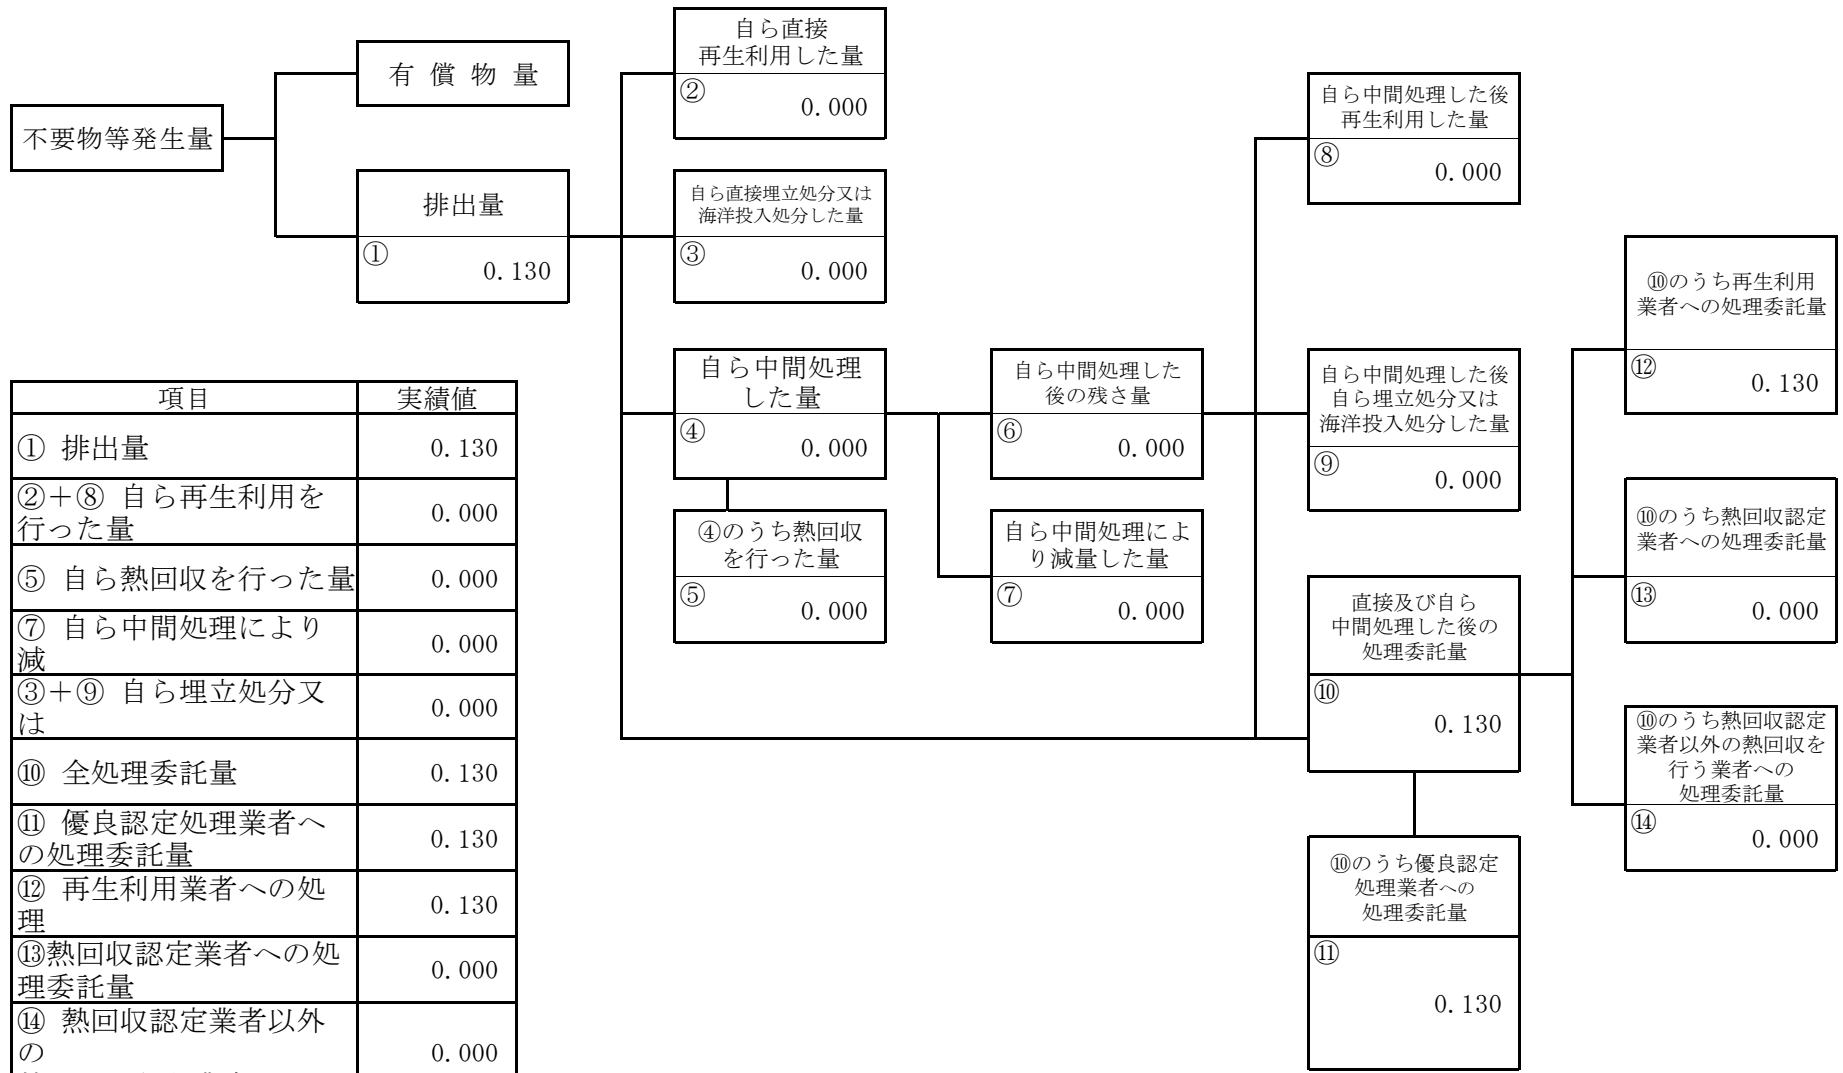 不要物等発生量
有 償 物 量
排出量
①
0.130
自ら直接
再生利用した量
②
0.000
自ら直接埋立処分又は
海洋投入処分した量
③
0.000
自ら中間処理
した量
④
0.000
④のうち熱回収
を行った量
⑤
0.000
自ら中間処理した
後の残さ量
⑥
0.000
自ら中間処理によ
り減量した量
⑦
0.000
自ら中間処理した後
再生利用した量
⑧
0.000
自ら中間処理した後
自ら埋立処分又は
海洋投入処分した量
⑨
0.000
直接及び自ら
中間処理した後の
処理委託量
⑩
0.130
⑩のうち優良認定
処理業者への
処理委託量
⑪
0.130
⑩のうち再生利用
業者への処理委託量
⑫
0.130
⑩のうち熱回収認定
業者への処理委託量
⑬
0.000
⑩のうち熱回収認定
業者以外の熱回収を
行う業者への
処理委託量
⑭
0.000
項目 実績値
① 排出量 0.130
②+⑧ 自ら再生利用を
行った量 0.000
⑤ 自ら熱回収を行った量 0.000
⑦ 自ら中間処理により
減 0.000
③+⑨ 自ら埋立処分又
は 0.000
⑩ 全処理委託量 0.130
⑪ 優良認定処理業者へ
の処理委託量 0.130
⑫ 再生利用業者への処
理 0.130
⑬熱回収認定業者への処
理委託量 0.000
⑭ 熱回収認定業者以外
の 0.000